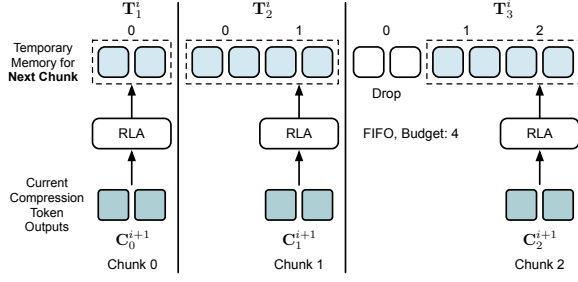 T_1^i
T_2^i
T_3^i
0
0 1
0 1 2
Temporary
Memory for
Next Chunk
Drop
RLA
RLA
FIFO, Budget: 4
RLA
Current
Compression
Token
Outputs
C_0^{i+1}
C_1^{i+1}
C_2^{i+1}
Chunk 0
Chunk 1
Chunk 2